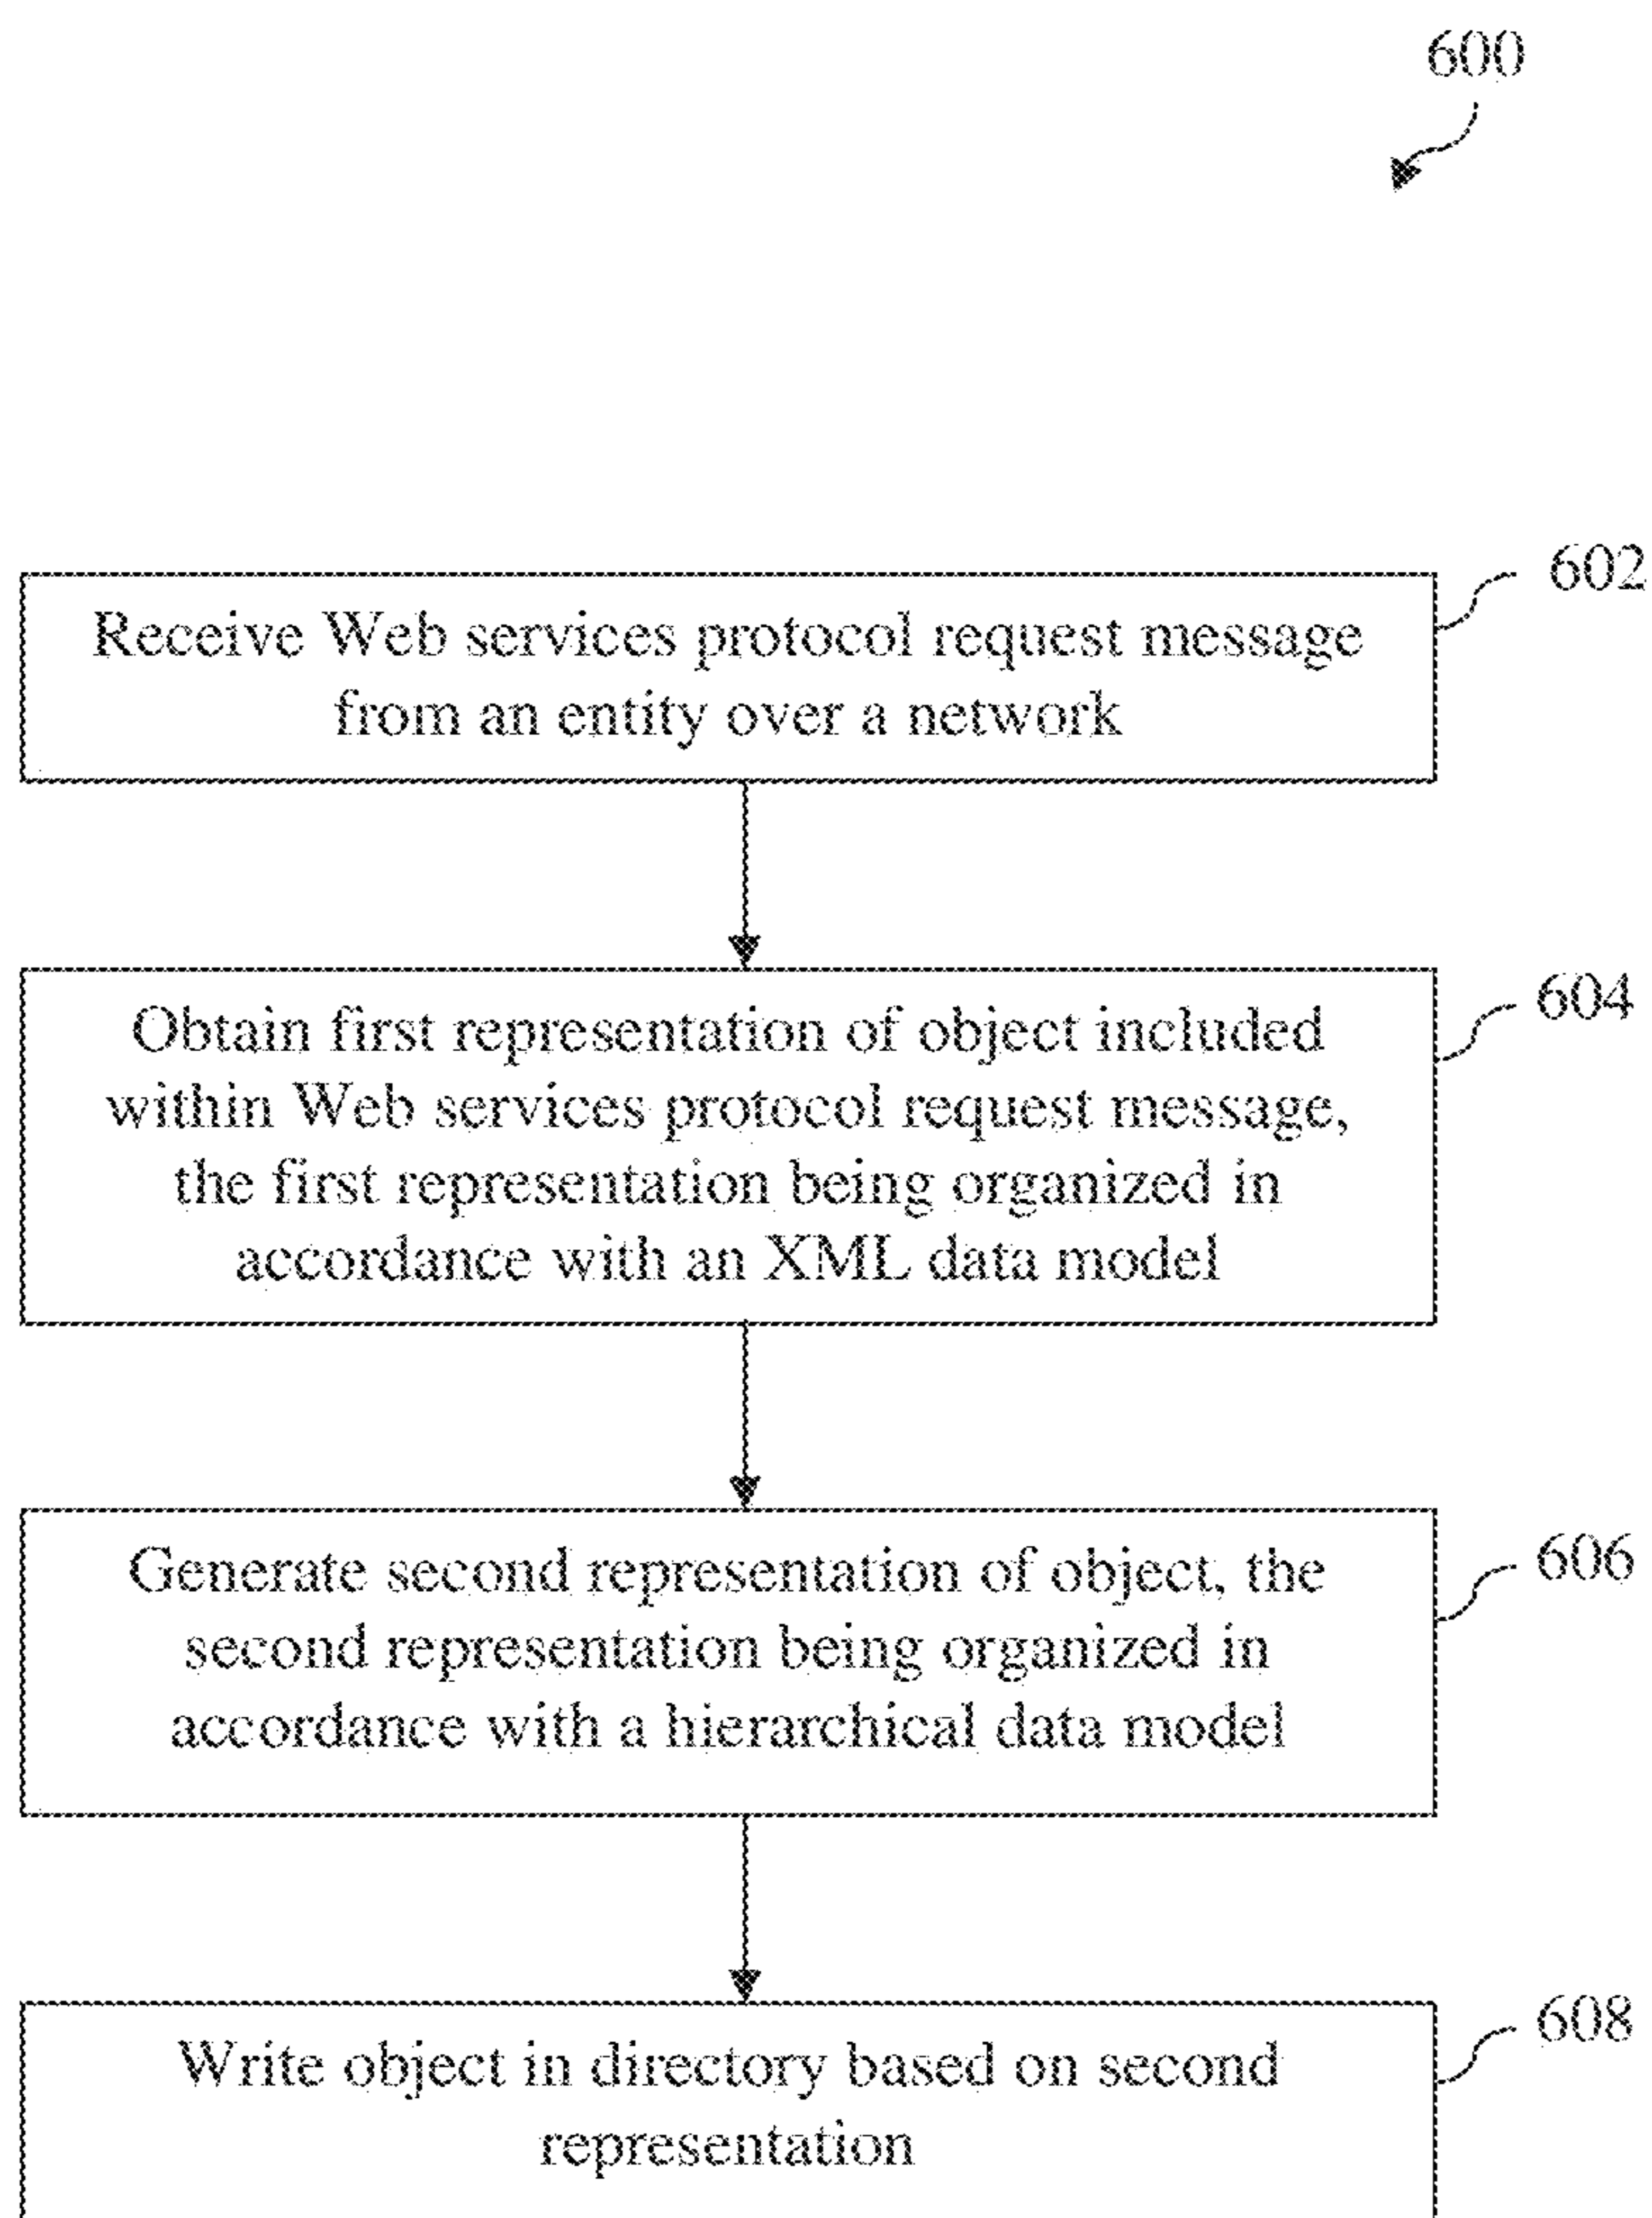 600
602
Receive Web services protocol request message
from an entity over a network
604
Obtain first representation of object included
within Web services protocol request message,
the first representation being organized in
accordance with an XML data model
606
Generate second representation of object, the
second representation being organized in
accordance with a hierarchical data model
608
Write object in directory based on second
representation